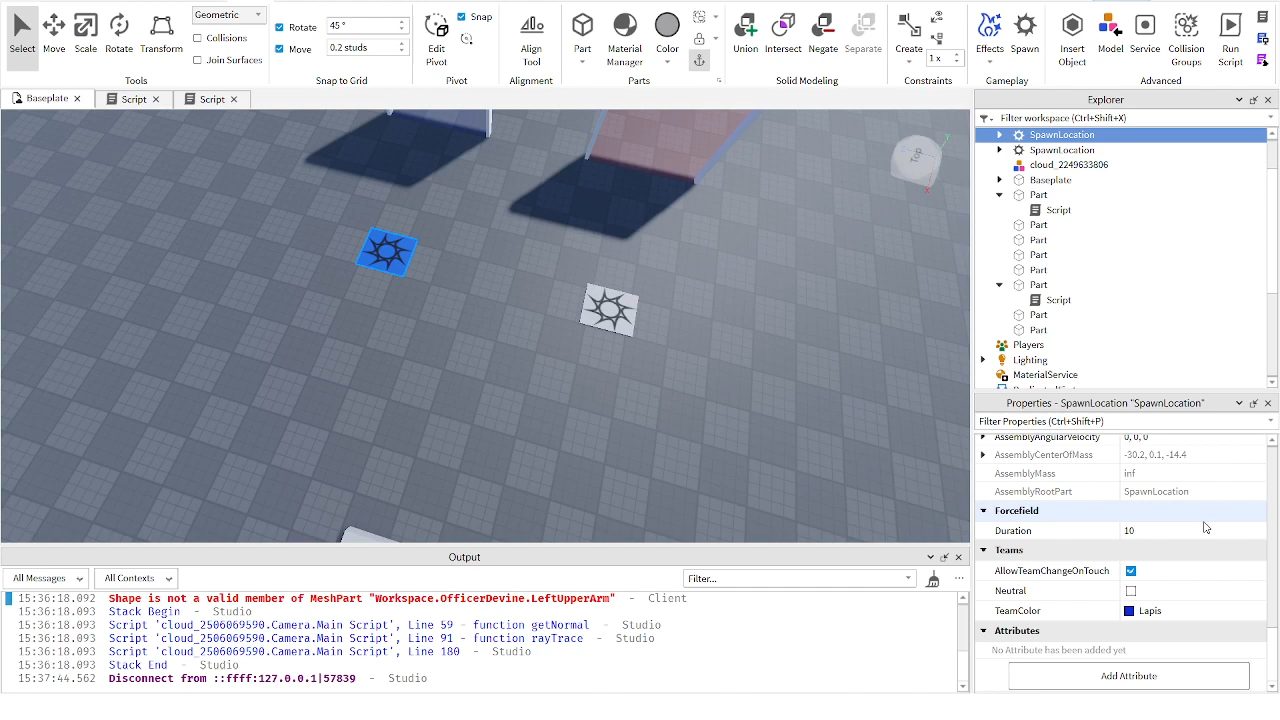 Select
Move
Scale
Rotate
Transform
Geometric
Collisions
Join Surfaces
Tools
Rotate
45 °
Move
0.2 studs
Snap to Grid
Edit
Pivot
Snap
Pivot
Align
Tool
Alignment
Part
Material
Manager
Color
Parts
Union
Intersect
Negate
Separate
Solid Modeling
Create
1 x
Constraints
Effects
Spawn
Gameplay
Insert
Object
Model
Service
Collision
Groups
Run
Script
Advanced
Baseplate
Script
Script
Top
y
x
Explorer
Filter workspace (Ctrl+Shift+X)
SpawnLocation
SpawnLocation
cloud_2249633806
Baseplate
Part
Script
Part
Part
Part
Part
Part
Script
Part
Part
Players
Lighting
MaterialService
Properties - SpawnLocation "SpawnLocation"
Filter Properties (Ctrl+Shift+P)
AssemblyAngularVelocity 0, 0, 0
AssemblyCenterOfMass -30.2, 0.1, -14.4
AssemblyMass inf
AssemblyRootPart SpawnLocation
Forcefield
Duration 10
Teams
AllowTeamChangeOnTouch
Neutral
TeamColor Lapis
Attributes
No Attribute has been added yet
Add Attribute
Output
All Messages
All Contexts
Filter...
15:36:18.092 Shape is not a valid member of MeshPart "Workspace.OfficerDevine.LeftUpperArm" - Client
15:36:18.092 Stack Begin - Studio
15:36:18.093 Script 'cloud_2506069590.Camera.Main Script', Line 59 - function getNormal - Studio
15:36:18.093 Script 'cloud_2506069590.Camera.Main Script', Line 91 - function rayTrace - Studio
15:36:18.093 Script 'cloud_2506069590.Camera.Main Script', Line 180 - Studio
15:36:18.093 Stack End - Studio
15:37:44.562 Disconnect from ::ffff:127.0.0.1|57839 - Studio